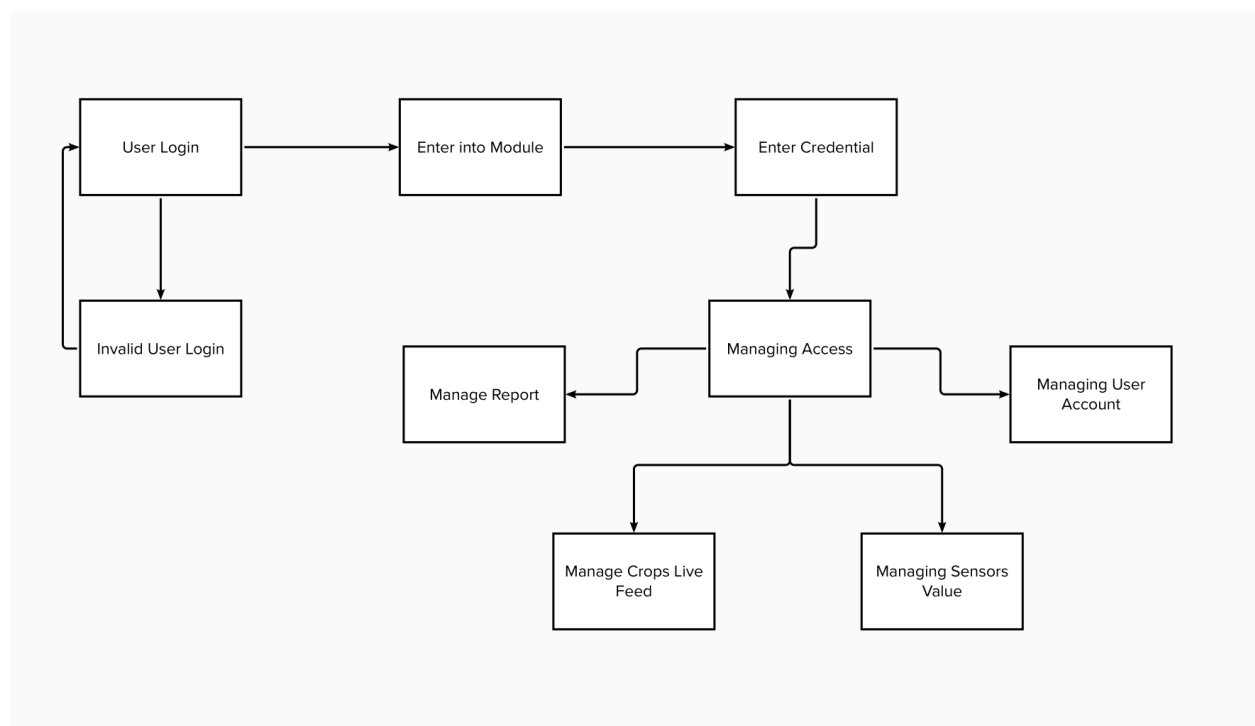 User Login
Enter into Module
Enter Credential
Invalid User Login
Managing Access
Manage Report
Managing User
Account
Manage Crops Live
Feed
Managing Sensors
Value